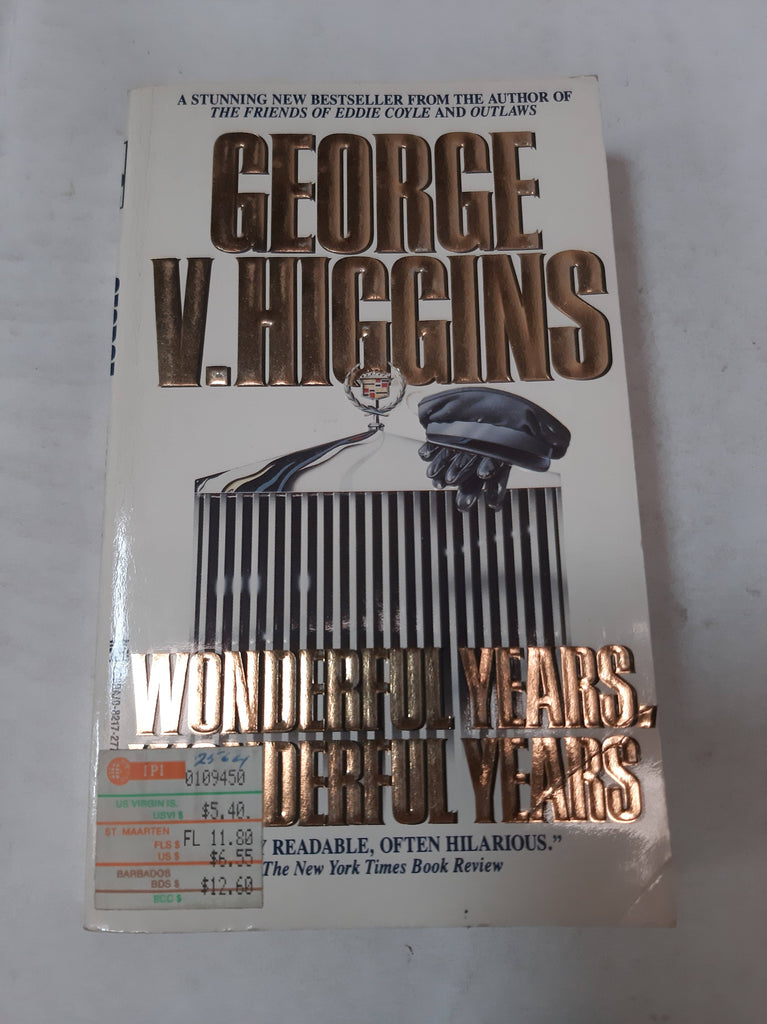 A STUNNING NEW BESTSELLER FROM THE AUTHOR OF
THE FRIENDS OF EDDIE COYLE AND OUTLAWS
GEORGE
V. HIGGINS
WONDERFUL YEARS,
WONDERFUL YEARS
READABLE, OFTEN HILARIOUS."
The New York Times Book Review
IPI
0109450
US VIRGIN IS.
USVI $ $5.40.
ST. MAARTEN
FLS $ FL 11.80
US $ $6.55
BARBADOS
BDS $ $12.60
ECC $